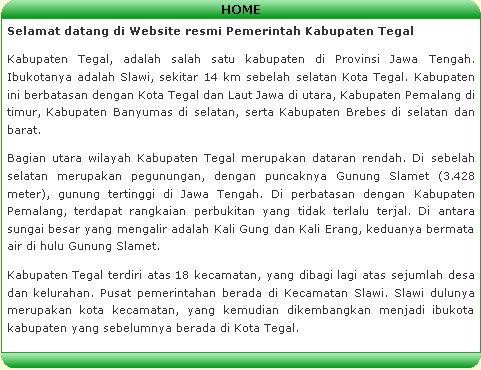 HOME
Selamat datang di Website resmi Pemerintah Kabupaten Tegal
Kabupaten Tegal, adalah salah satu kabupaten di Provinsi Jawa Tengah.
Ibukotanya adalah Slawi, sekitar 14 km sebelah selatan Kota Tegal. Kabupaten
ini berbatasan dengan Kota Tegal dan Laut Jawa di utara, Kabupaten Pemalang di
timur, Kabupaten Banyumas di selatan, serta Kabupaten Brebes di selatan dan
barat.
Bagian utara wilayah Kabupaten Tegal merupakan dataran rendah. Di sebelah
selatan merupakan pegunungan, dengan puncaknya Gunung Slamet (3.428
meter), gunung tertinggi di Jawa Tengah. Di perbatasan dengan Kabupaten
Pemalang, terdapat rangkaian perbukitan yang tidak terlalu terjal. Di antara
sungai besar yang mengalir adalah Kali Gung dan Kali Erang, keduanya bermata
air di hulu Gunung Slamet.
Kabupaten Tegal terdiri atas 18 kecamatan, yang dibagi lagi atas sejumlah desa
dan kelurahan. Pusat pemerintahan berada di Kecamatan Slawi. Slawi dulunya
merupakan kota kecamatan, yang kemudian dikembangkan menjadi ibukota
kabupaten yang sebelumnya berada di Kota Tegal.